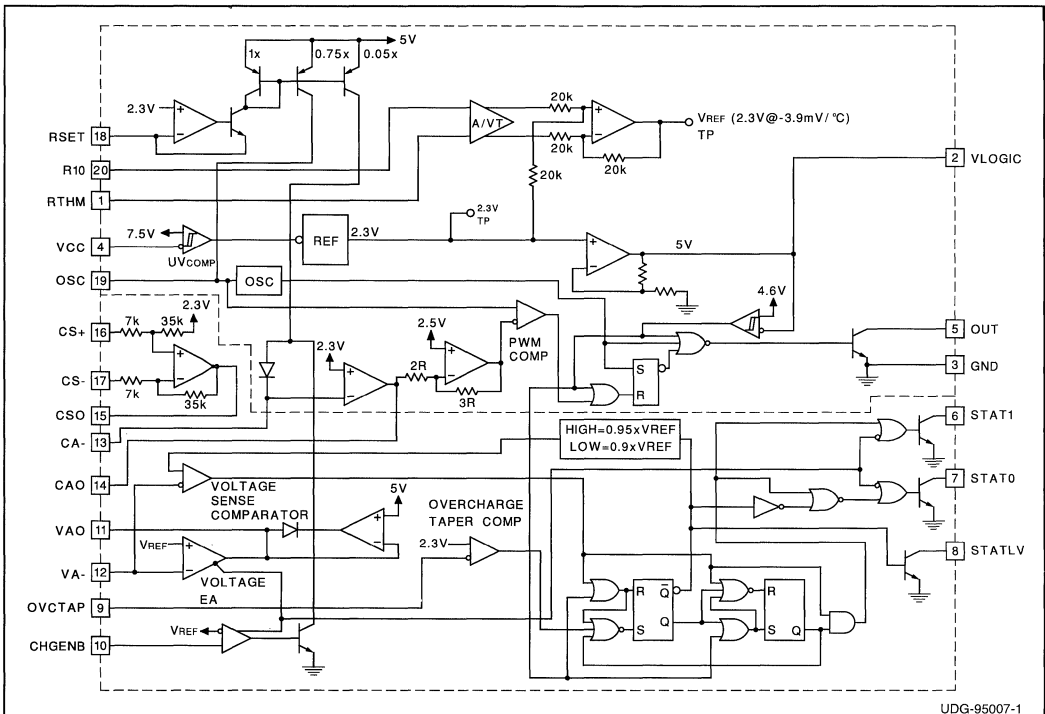 1x
0.75x
0.05x
5V
2.3V
RSET 18
R10 20
RTHM 1
A/VT
20k
20k
20k
20k
VREF (2.3V@-3.9mV/°C)
TP
2 VLOGIC
VCC 4
7.5V
UVCOMP
REF
2.3V
2.3V
TP
5V
OSC 19
OSC
4.6V
CS+ 16
7k
35k
2.3V
CS- 17
7k
35k
CSO 15
CA- 13
2.3V
2R
2.5V
3R
PWM
COMP
S
R
5 OUT
3 GND
CAO 14
HIGH=0.95xVREF
LOW=0.9xVREF
6 STAT1
7 STAT0
8 STATLV
VOLTAGE
SENSE
COMPARATOR
5V
OVERCHARGE
TAPER COMP
VAO 11
VREF
2.3V
VA- 12
VOLTAGE
EA
OVCTAP 9
CHGENB 10
VREF
R
Q̅
S
Q
R
S
Q
UDG-95007-1